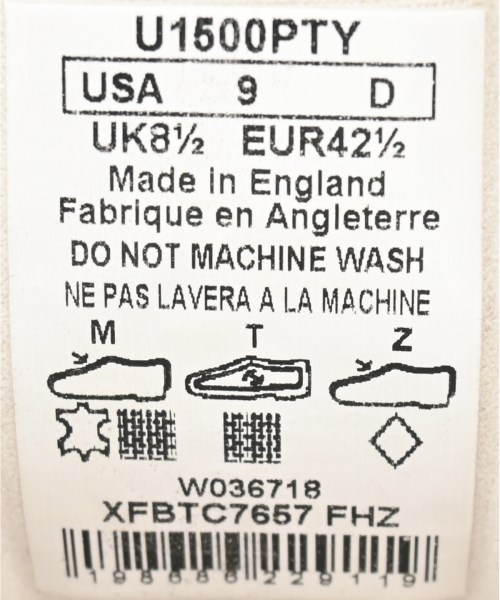 U1500PTY
USA 9 D
UK8½ EUR42½
Made in England
Fabrique en Angleterre
DO NOT MACHINE WASH
NE PAS LAVERA A LA MACHINE
M T Z
W036718
XFBTC7657 FHZ
198686229119